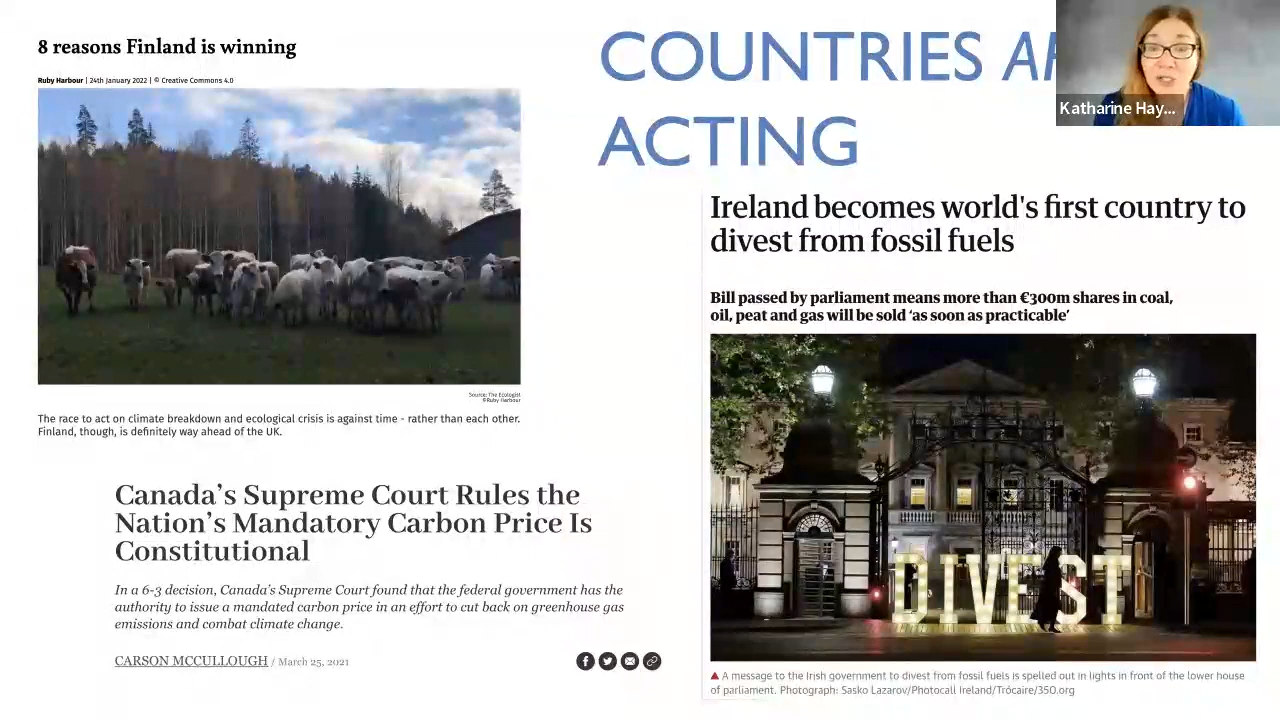 8 reasons Finland is winning
Ruby Harbour | 24th January 2022 | © Creative Commons 4.0
Source: The Ecologist
©Ruby Harbour
The race to act on climate breakdown and ecological crisis is against time - rather than each other.
Finland, though, is definitely way ahead of the UK.
Canada’s Supreme Court Rules the
Nation’s Mandatory Carbon Price Is
Constitutional
In a 6-3 decision, Canada’s Supreme Court found that the federal government has the
authority to issue a mandated carbon price in an effort to cut back on greenhouse gas
emissions and combat climate change.
CARSON MCCULLOUGH / March 25, 2021
COUNTRIES
ACTING
Katharine Hay...
Ireland becomes world's first country to
divest from fossil fuels
Bill passed by parliament means more than €300m shares in coal,
oil, peat and gas will be sold ‘as soon as practicable’
DIVEST
A message to the Irish government to divest from fossil fuels is spelled out in lights in front of the lower house
of parliament. Photograph: Sasko Lazarov/Photocall Ireland/Trócaire/350.org